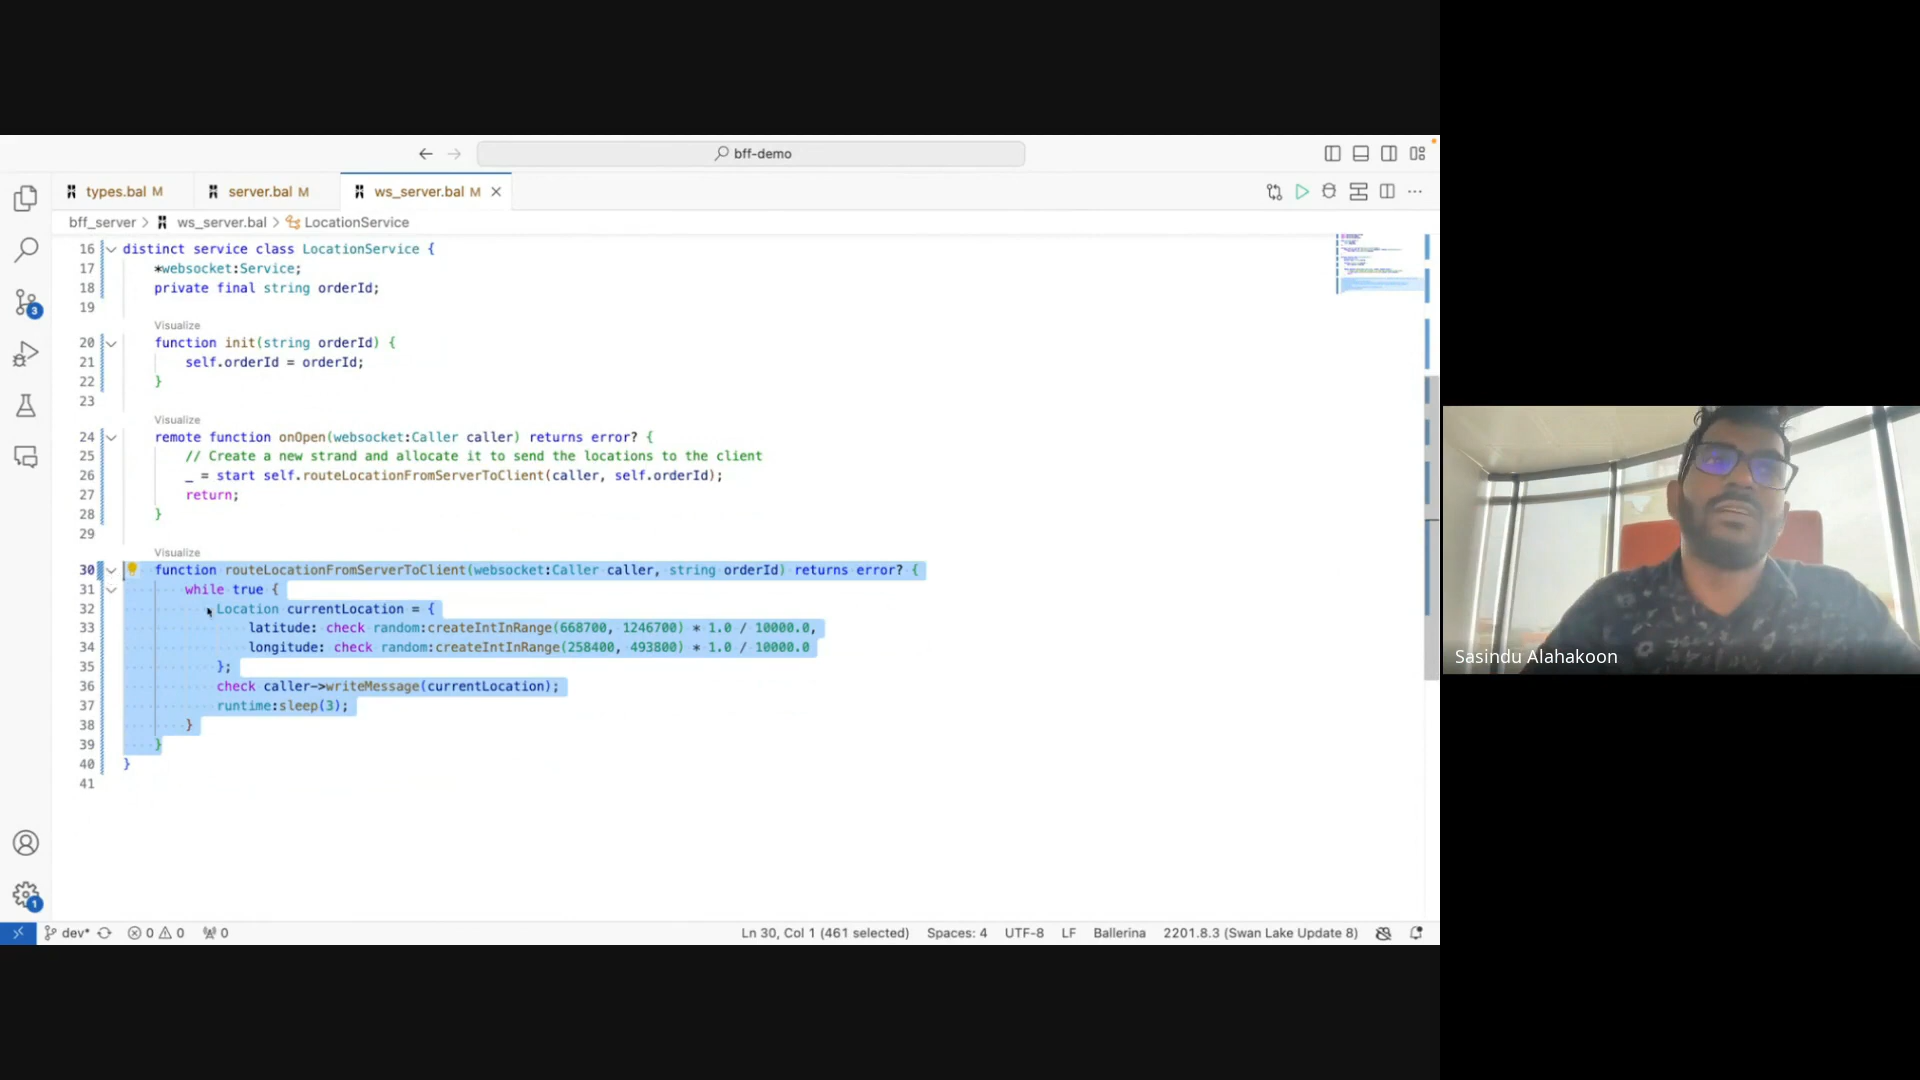 bff-demo
types.bal M
server.bal M
ws_server.bal M
bff_server > ws_server.bal > LocationService
16 distinct service class LocationService {
17 *websocket:Service;
18 private final string orderId;
19
Visualize
20 function init(string orderId) {
21 self.orderId = orderId;
22 }
23
Visualize
24 remote function onOpen(websocket:Caller caller) returns error? {
25 // Create a new strand and allocate it to send the locations to the client
26 _ = start self.routeLocationFromServerToClient(caller, self.orderId);
27 return;
28 }
29
Visualize
30 function routeLocationFromServerToClient(websocket:Caller caller, string orderId) returns error? {
31 while true {
32 Location currentLocation = {
33 latitude: check random:createIntInRange(668700, 1246700) * 1.0 / 10000.0,
34 longitude: check random:createIntInRange(258400, 493800) * 1.0 / 10000.0
35 };
36 check caller->writeMessage(currentLocation);
37 runtime:sleep(3);
38 }
39 }
40 }
41
3
1
dev* 0 0 0 Ln 30, Col 1 (461 selected) Spaces: 4 UTF-8 LF Ballerina 2201.8.3 (Swan Lake Update 8)
Sasindu Alahakoon